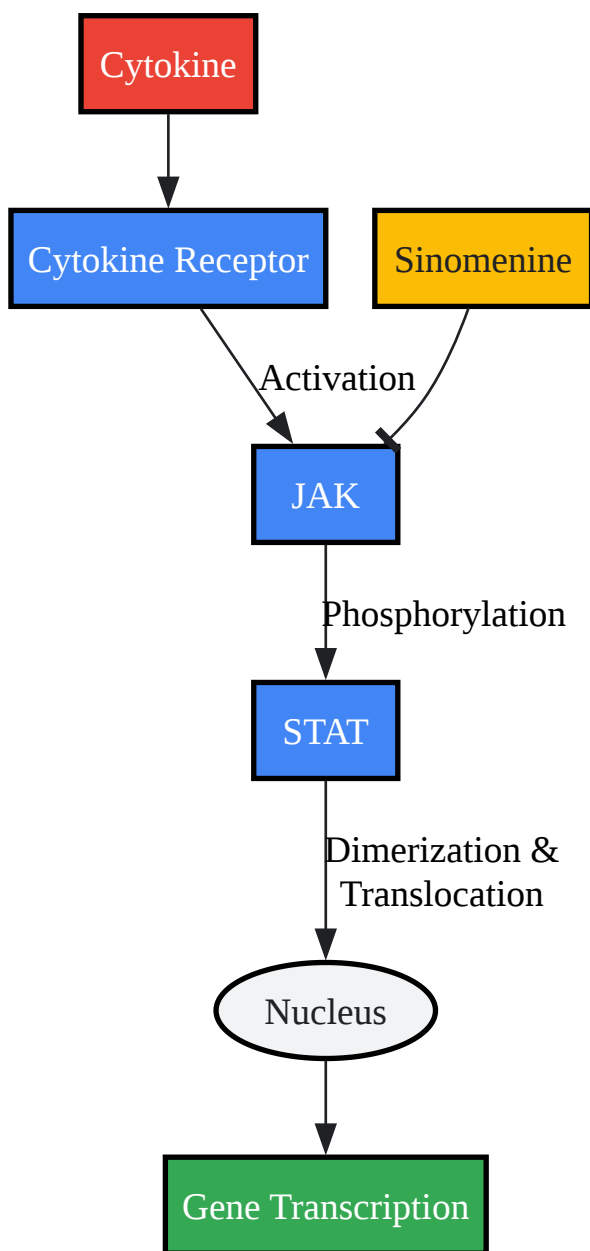 Cytokine
Cytokine Receptor
Sinomenine
Activation
JAK
Phosphorylation
STAT
Dimerization &
Translocation
Nucleus
Gene Transcription